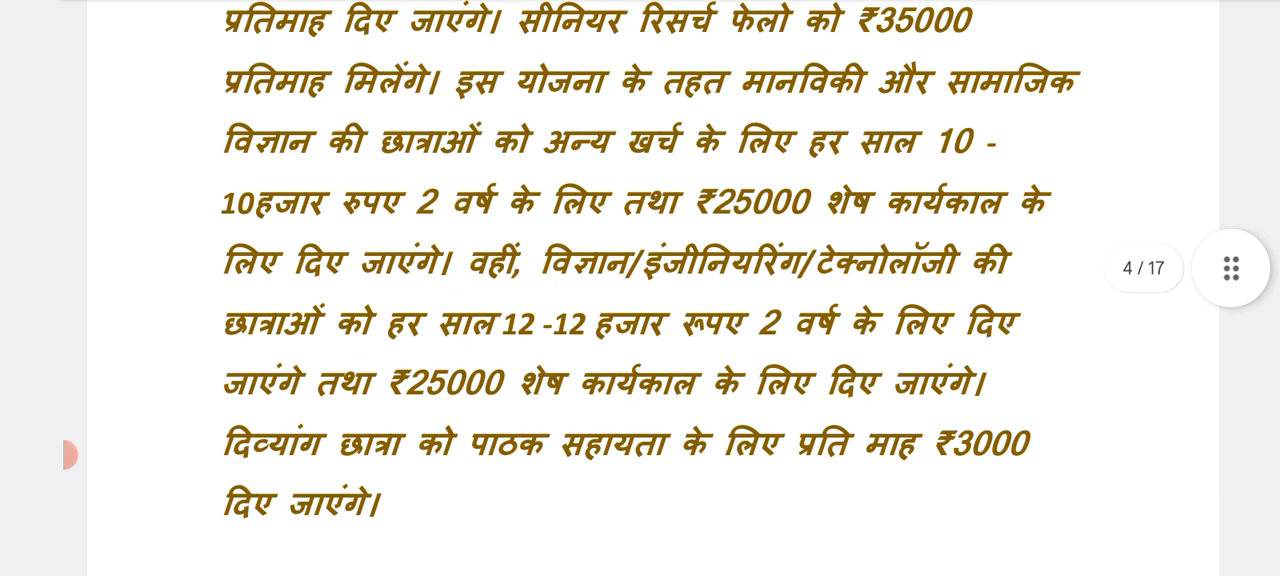 प्रतिमाह दिए जाएंगे। सीनियर रिसर्च फेलो को ₹35000
प्रतिमाह मिलेंगे। इस योजना के तहत मानविकी और सामाजिक
विज्ञान की छात्राओं को अन्य खर्च के लिए हर साल 10 -
10हजार रुपए 2 वर्ष के लिए तथा ₹25000 शेष कार्यकाल के
लिए दिए जाएंगे। वहीं, विज्ञान/इंजीनियरिंग/टेक्नोलॉजी की
छात्राओं को हर साल 12 -12 हजार रूपए 2 वर्ष के लिए दिए
जाएंगे तथा ₹25000 शेष कार्यकाल के लिए दिए जाएंगे।
दिव्यांग छात्रा को पाठक सहायता के लिए प्रति माह ₹3000
दिए जाएंगे।
4 / 17